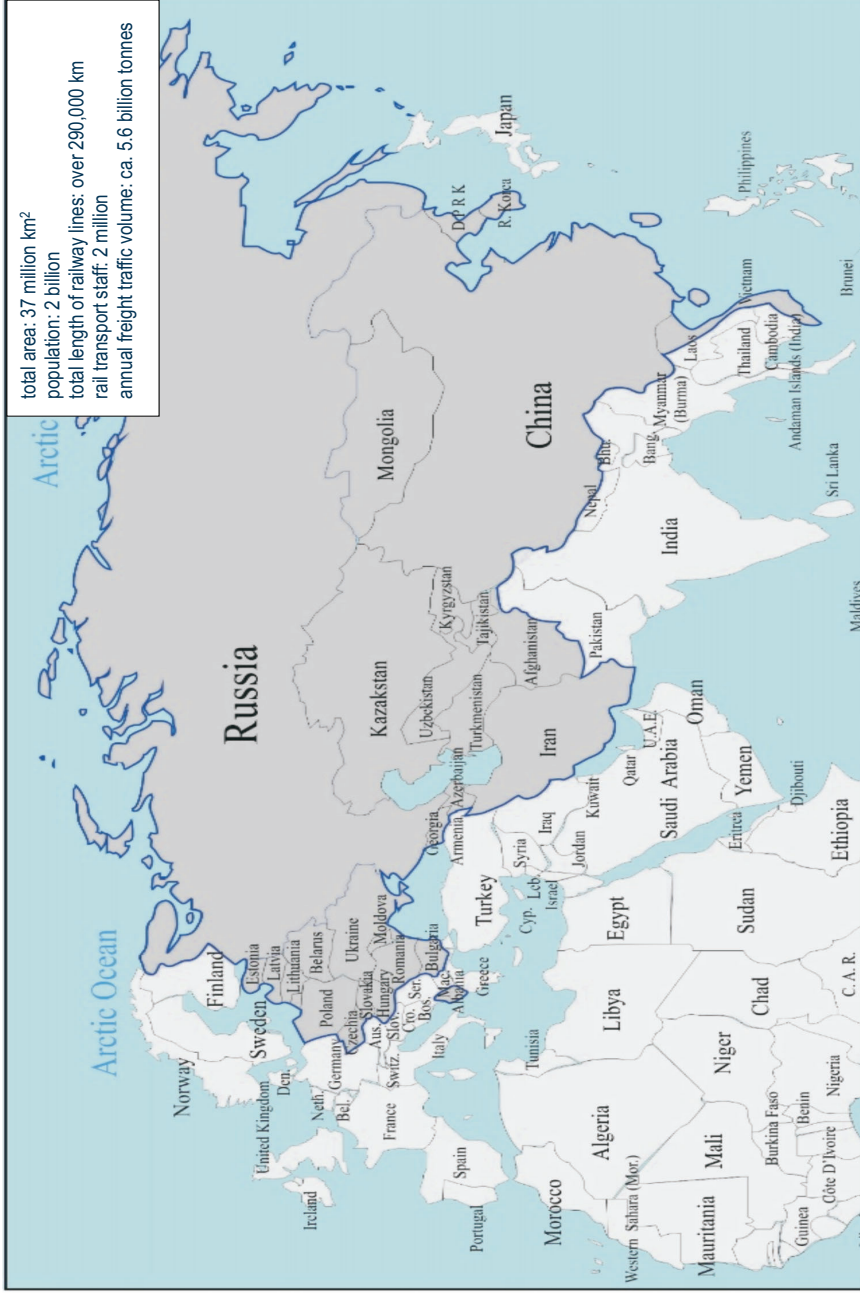 total area: 37 million km²
population: 2 billion
total length of railway lines: over 290,000 km
rail transport staff: 2 million
annual freight traffic volume: ca. 5.6 billion tonnes
Arctic Ocean
Arctic
Norway
Sweden
Finland
Russia
United Kingdom
Ireland
Den.
Neth.
Bel.
Germany
Estonia
Latvia
Lithuania
Belarus
Poland
Czechia
Slovakia
Ukraine
Moldova
France
Switz.
Aus.
Hungary
Romania
Slov.
Cro.
Bos.
Ser.
Bulgaria
Mac.
Albania
Italy
Greece
Spain
Portugal
Kazakstan
Mongolia
Uzbekistan
Kyrgyzstan
Tajikistan
Turkmenistan
Georgia
Armenia
Azerbaijan
Turkey
Cyp.
Leb.
Israel
Syria
Iraq
Jordan
Kuwait
Iran
Afghanistan
Pakistan
China
D P R K
R. Korea
Japan
Nepal
Bhu.
Bang.
India
Myanmar
(Burma)
Laos
Vietnam
Thailand
Cambodia
Andaman Islands (India)
Philippines
Brunei
Sri Lanka
Maldives
Morocco
Western Sahara (Mor.)
Algeria
Tunisia
Libya
Egypt
Saudi Arabia
Qatar
U.A.E
Oman
Yemen
Mauritania
Mali
Niger
Chad
Sudan
Eritrea
Djibouti
Ethiopia
Burkina Faso
Benin
Nigeria
Guinea
Côte D'Ivoire
C.A.R.